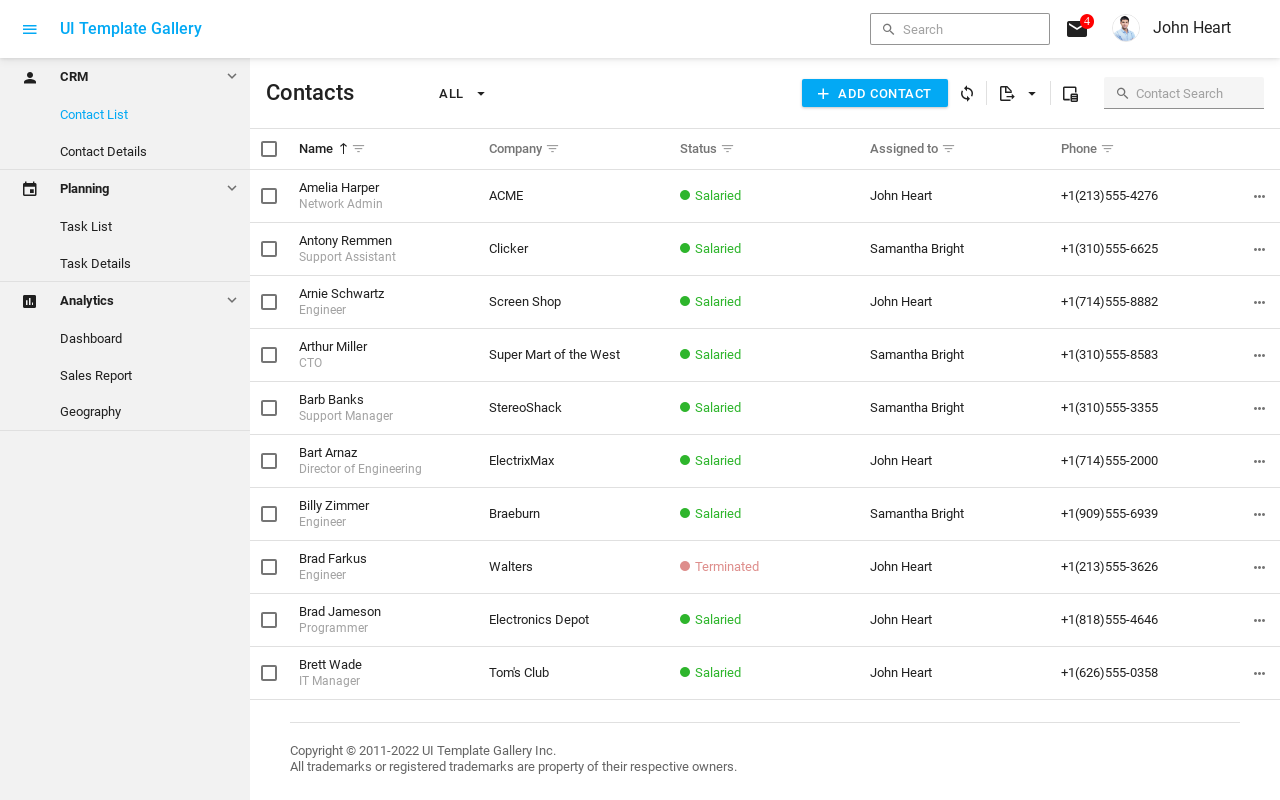 UI Template Gallery
Search
4
John Heart
CRM
Contact List
Contact Details
Planning
Task List
Task Details
Analytics
Dashboard
Sales Report
Geography
Contacts
ALL
ADD CONTACT
Contact Search
Name Company Status Assigned to Phone
Amelia Harper
Network Admin
ACME Salaried John Heart +1(213)555-4276
Antony Remmen
Support Assistant
Clicker Salaried Samantha Bright +1(310)555-6625
Arnie Schwartz
Engineer
Screen Shop Salaried John Heart +1(714)555-8882
Arthur Miller
CTO
Super Mart of the West Salaried Samantha Bright +1(310)555-8583
Barb Banks
Support Manager
StereoShack Salaried Samantha Bright +1(310)555-3355
Bart Arnaz
Director of Engineering
ElectrixMax Salaried John Heart +1(714)555-2000
Billy Zimmer
Engineer
Braeburn Salaried Samantha Bright +1(909)555-6939
Brad Farkus
Engineer
Walters Terminated John Heart +1(213)555-3626
Brad Jameson
Programmer
Electronics Depot Salaried John Heart +1(818)555-4646
Brett Wade
IT Manager
Tom's Club Salaried John Heart +1(626)555-0358
Copyright © 2011-2022 UI Template Gallery Inc.
All trademarks or registered trademarks are property of their respective owners.